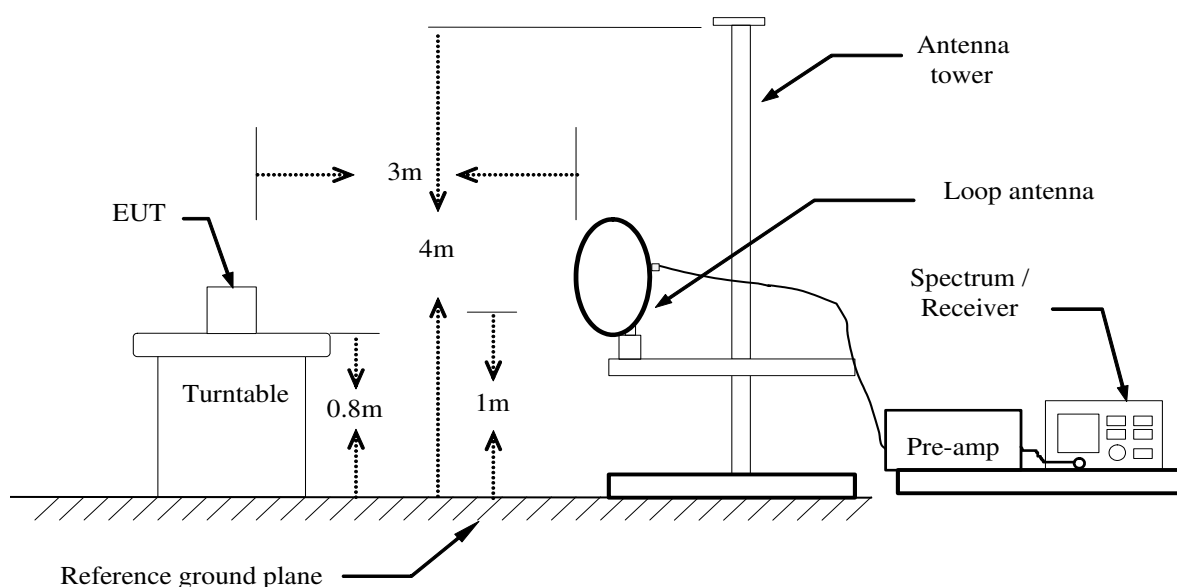 Antenna
tower
3m
Loop antenna
EUT
4m
Spectrum /
Receiver
Turntable
0.8m
1m
Pre-amp
Reference ground plane